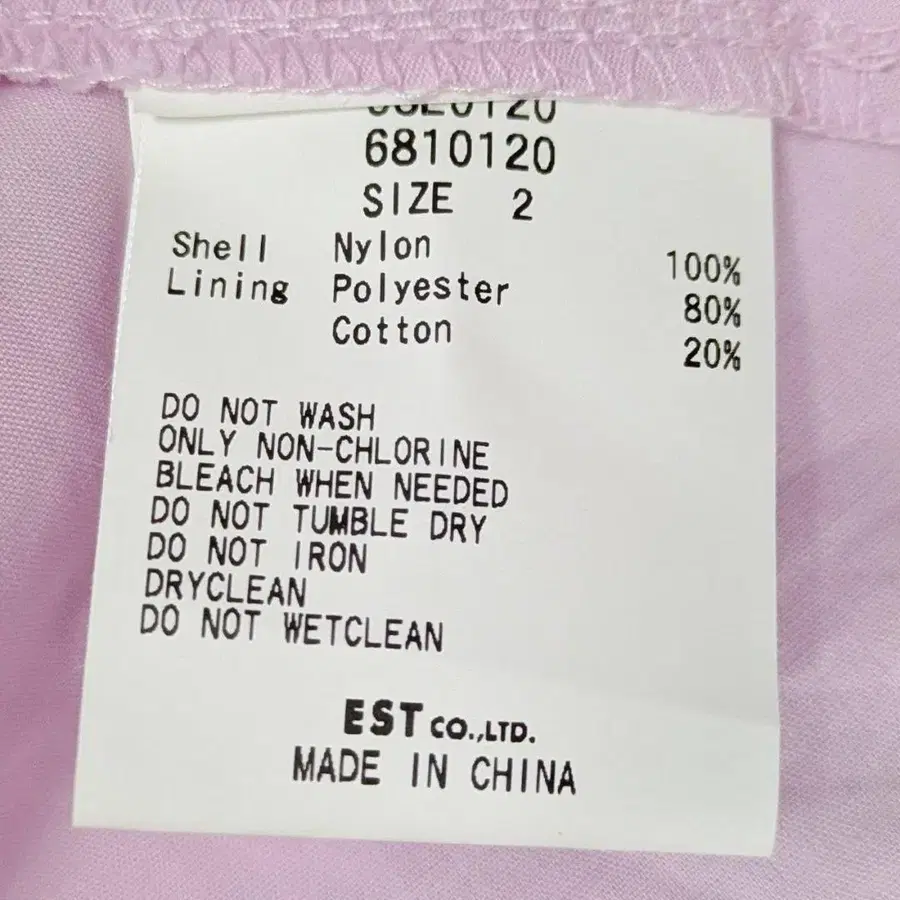 6810120
SIZE 2
Shell Nylon 100%
Lining Polyester 80%
Cotton 20%
DO NOT WASH
ONLY NON-CHLORINE
BLEACH WHEN NEEDED
DO NOT TUMBLE DRY
DO NOT IRON
DRYCLEAN
DO NOT WETCLEAN
EST CO.,LTD.
MADE IN CHINA